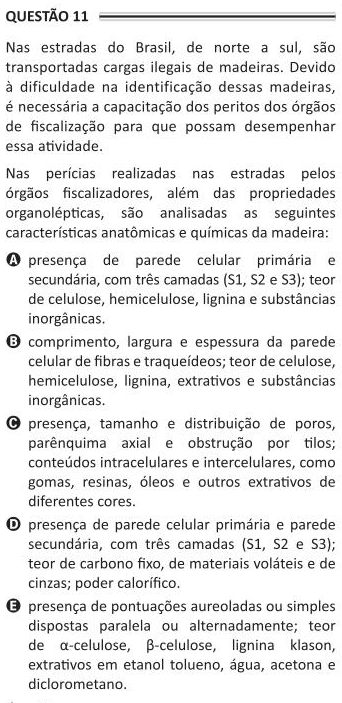 QUESTÃO 11
Nas estradas do Brasil, de norte a sul, são
transportadas cargas ilegais de madeiras. Devido
à dificuldade na identificação dessas madeiras,
é necessária a capacitação dos peritos dos órgãos
de fiscalização para que possam desempenhar
essa atividade.
Nas perícias realizadas nas estradas pelos
órgãos fiscalizadores, além das propriedades
organolépticas, são analisadas as seguintes
características anatômicas e químicas da madeira:
A presença de parede celular primária e
secundária, com três camadas (S1, S2 e S3); teor
de celulose, hemicelulose, lignina e substâncias
inorgânicas.
B comprimento, largura e espessura da parede
celular de fibras e traqueídeos; teor de celulose,
hemicelulose, lignina, extrativos e substâncias
inorgânicas.
C presença, tamanho e distribuição de poros,
parênquima axial e obstrução por tilos;
conteúdos intracelulares e intercelulares, como
gomas, resinas, óleos e outros extrativos de
diferentes cores.
D presença de parede celular primária e parede
secundária, com três camadas (S1, S2 e S3);
teor de carbono fixo, de materiais voláteis e de
cinzas; poder calorífico.
E presença de pontuações aureoladas ou simples
dispostas paralela ou alternadamente; teor
de α-celulose, β-celulose, lignina klason,
extrativos em etanol tolueno, água, acetona e
diclorometano.